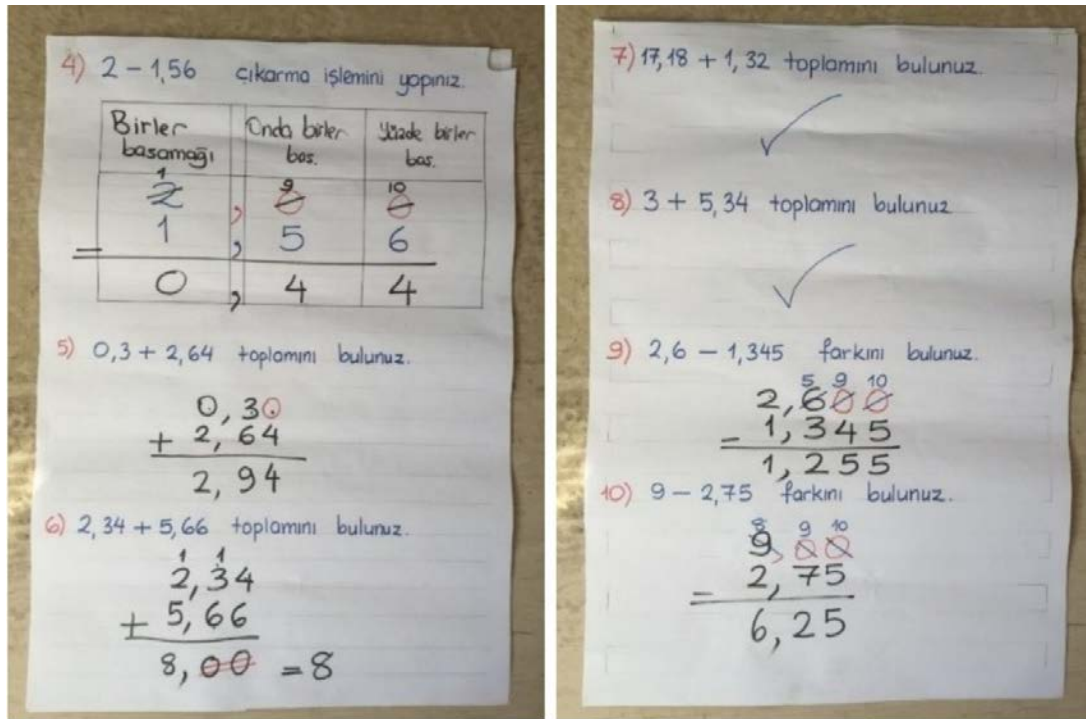 4) 2 - 1,56 çıkarma işlemini yapınız.
Birler basamağı Onda birler bas. Yüzde birler bas.
1 9 10
2 , 0 0
- 1 , 5 6
0 , 4 4
5) 0,3 + 2,64 toplamını bulunuz.
0,30
+ 2,64
2,94
6) 2,34 + 5,66 toplamını bulunuz.
1 1
2,34
+ 5,66
8,00 = 8
7) 17,18 + 1,32 toplamını bulunuz.
8) 3 + 5,34 toplamını bulunuz
9) 2,6 - 1,345 farkını bulunuz.
5 9 10
2,600
- 1,345
1,255
10) 9 - 2,75 farkını bulunuz.
8 9 10
9,00
- 2,75
6,25